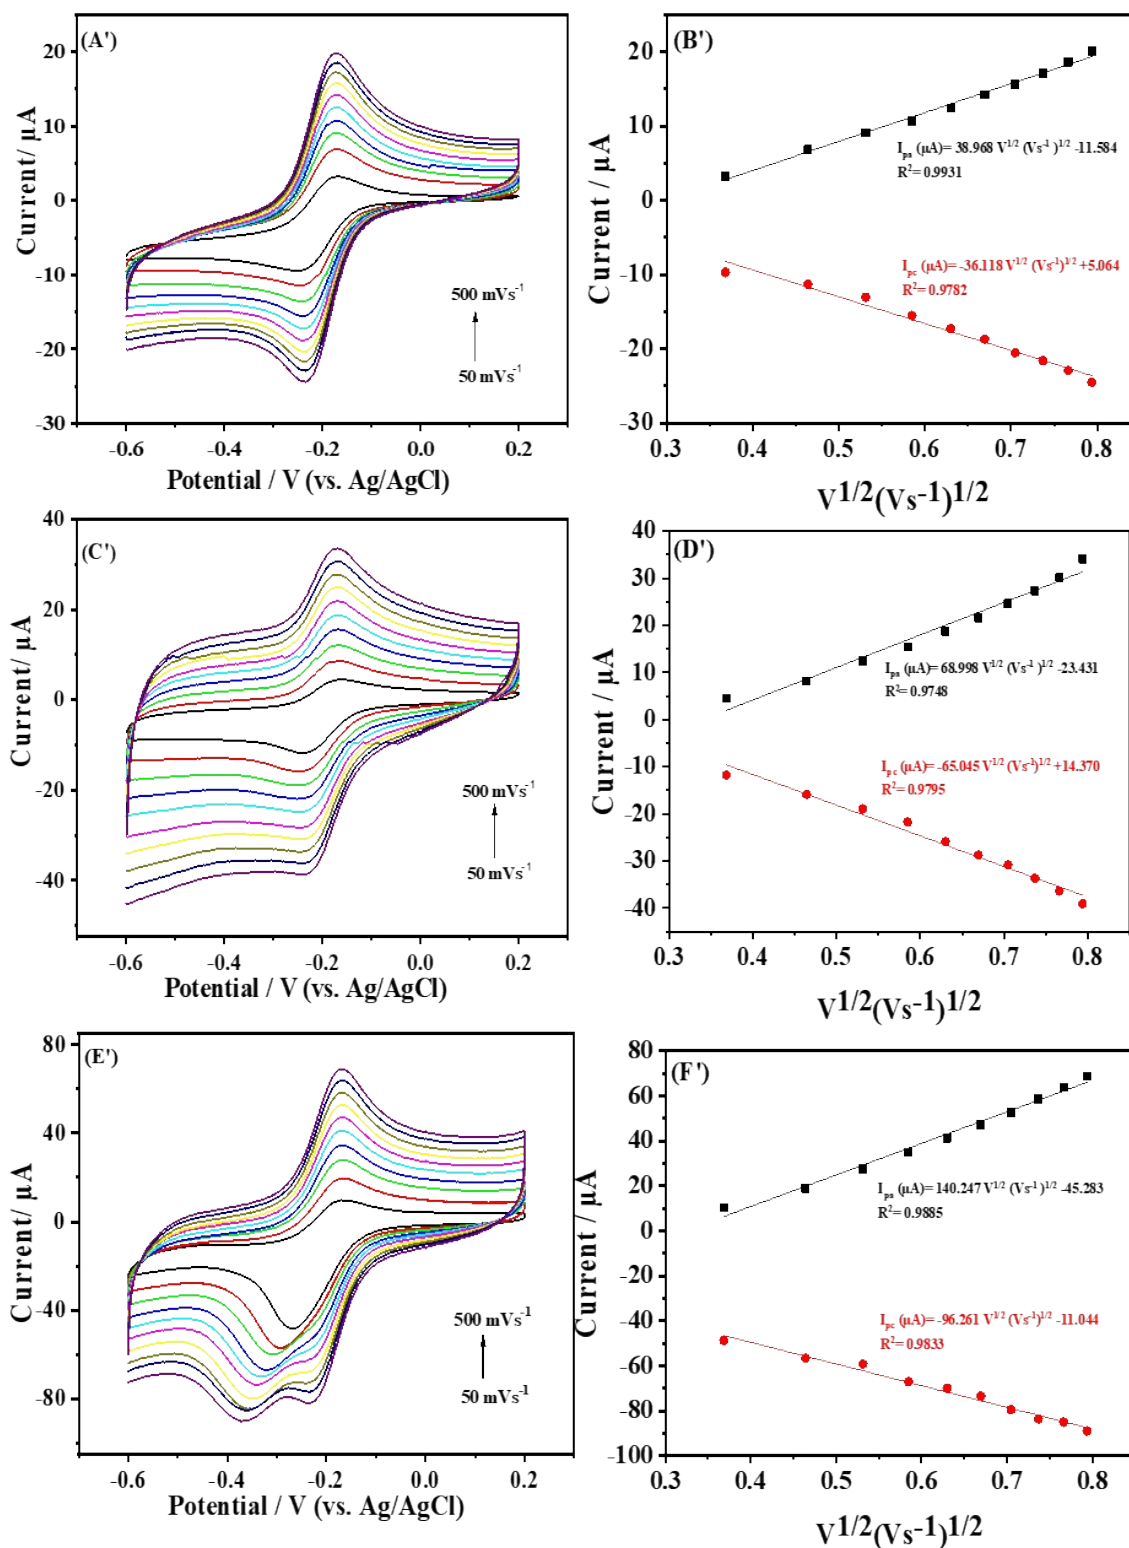 (A')
20
10
0
-10
-20
-30
Current/ µA
500 mVs-1
50 mVs-1
-0.6
-0.4
-0.2
0.0
0.2
Potential / V (vs. Ag/AgCl)
(B')
20
10
0
-10
-20
-30
Current / µA
Ipa (µA)= 38.968 V1/2 (Vs-1 )1/2 -11.584
R2= 0.9931
Ipc (µA)= -36.118 V1/2 (Vs-1)1/2 +5.064
R2= 0.9782
0.3
0.4
0.5
0.6
0.7
0.8
V1/2(Vs-1)1/2
(C')
40
20
0
-20
-40
Current/ µA
500 mVs-1
50 mVs-1
-0.6
-0.4
-0.2
0.0
0.2
Potential / V (vs. Ag/AgCl)
(D')
40
30
20
10
0
-10
-20
-30
-40
Current / µA
Ipa (µA)= 68.998 V1/2 (Vs-1 )1/2 -23.431
R2= 0.9748
Ipc (µA)= -65.045 V1/2 (Vs-1)1/2 +14.370
R2= 0.9795
0.3
0.4
0.5
0.6
0.7
0.8
V1/2(Vs-1)1/2
(E')
80
40
0
-40
-80
Current/ µA
500 mVs-1
50 mVs-1
-0.6
-0.4
-0.2
0.0
0.2
Potential / V (vs. Ag/AgCl)
(F')
80
60
40
20
0
-20
-40
-60
-80
-100
Current / µA
Ipa (µA)= 140.247 V1/2 (Vs-1 )1/2 -45.283
R2= 0.9885
Ipc (µA)= -96.261 V1/2 (Vs-1)1/2 -11.044
R2= 0.9833
0.3
0.4
0.5
0.6
0.7
0.8
V1/2(Vs-1)1/2